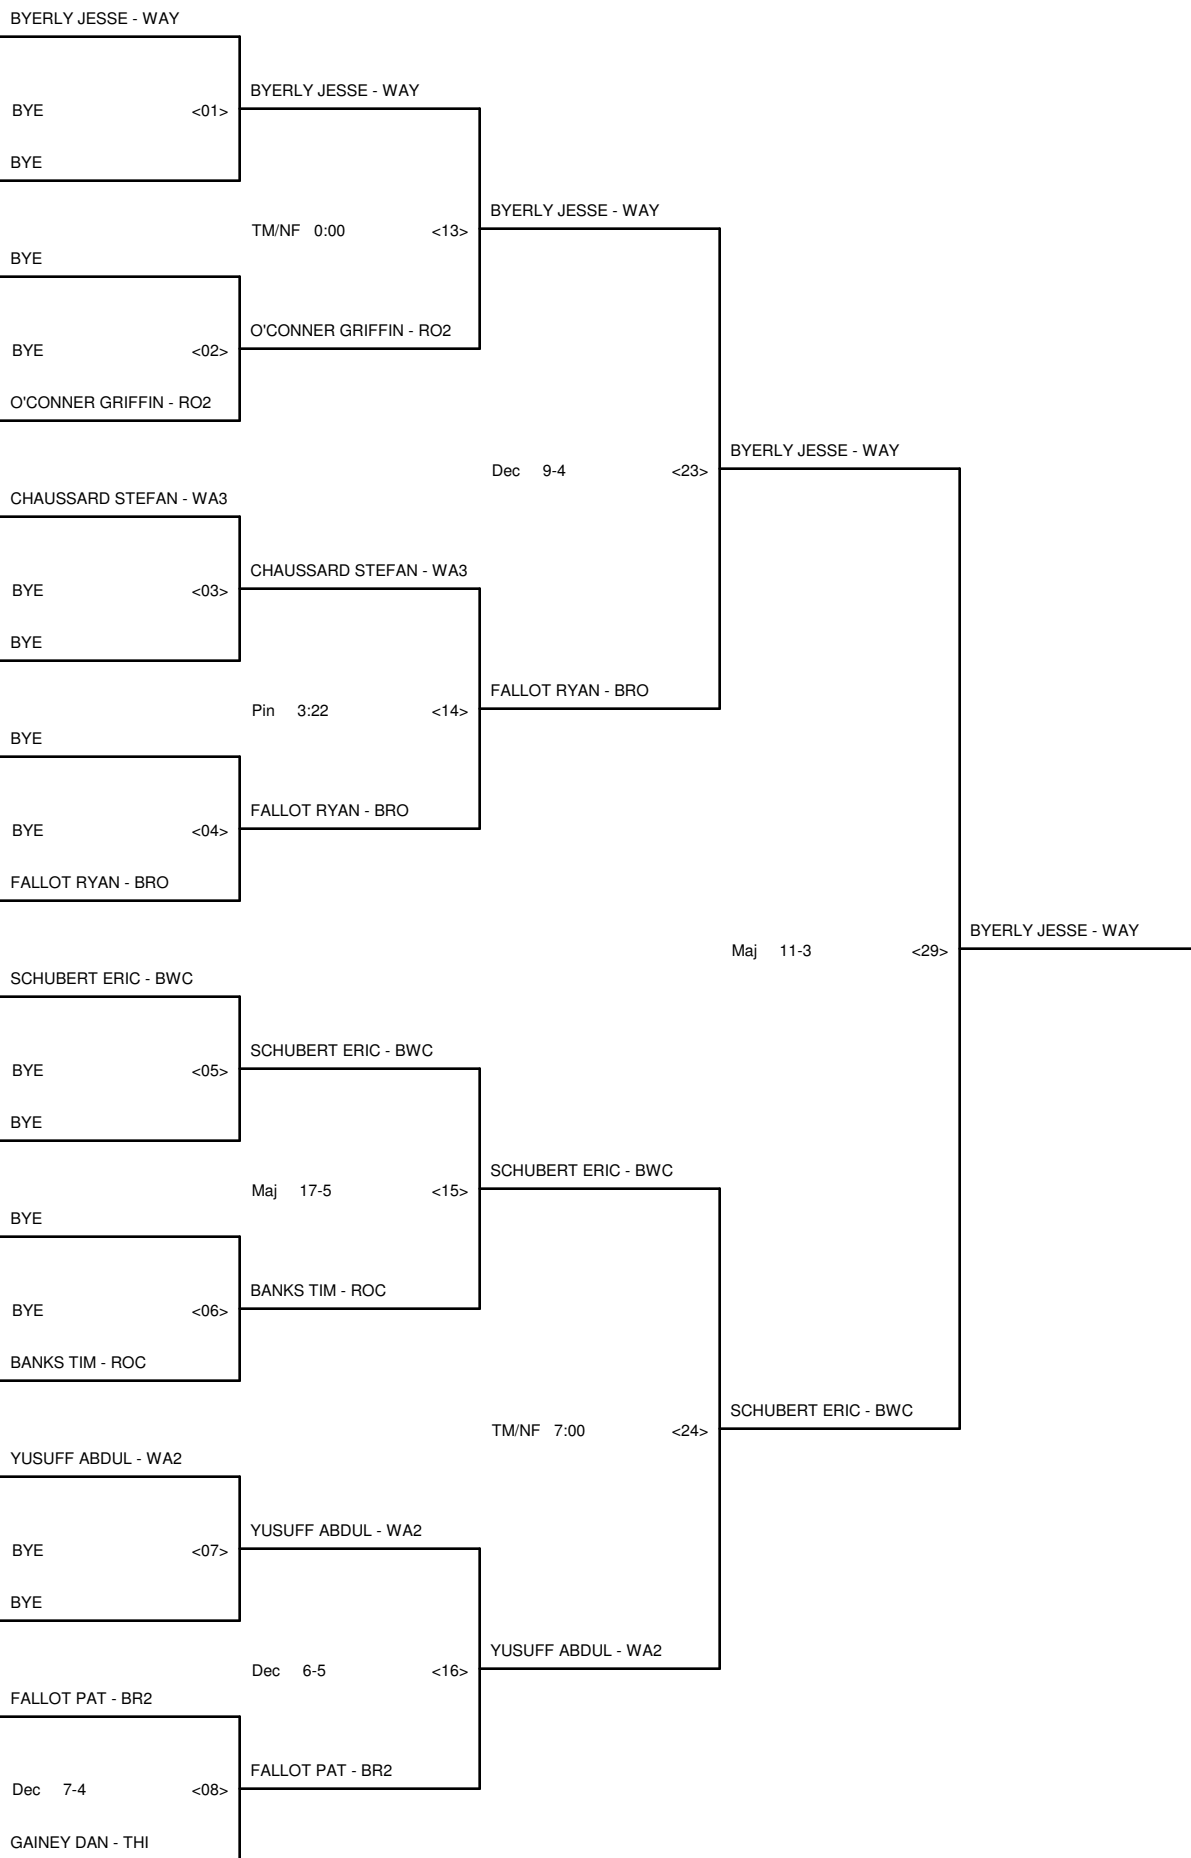 BYERLY JESSE - WAY
BYERLY JESSE - WAY
BYE <01>
BYE
BYERLY JESSE - WAY
TM/NF 0:00 <13>
BYE
O'CONNER GRIFFIN - RO2
BYE <02>
O'CONNER GRIFFIN - RO2
BYERLY JESSE - WAY
Dec 9-4 <23>
CHAUSSARD STEFAN - WA3
CHAUSSARD STEFAN - WA3
BYE <03>
BYE
FALLOT RYAN - BRO
Pin 3:22 <14>
BYE
FALLOT RYAN - BRO
BYE <04>
FALLOT RYAN - BRO
BYERLY JESSE - WAY
Maj 11-3 <29>
SCHUBERT ERIC - BWC
SCHUBERT ERIC - BWC
BYE <05>
BYE
SCHUBERT ERIC - BWC
Maj 17-5 <15>
BYE
BANKS TIM - ROC
BYE <06>
BANKS TIM - ROC
SCHUBERT ERIC - BWC
TM/NF 7:00 <24>
YUSUFF ABDUL - WA2
YUSUFF ABDUL - WA2
BYE <07>
BYE
YUSUFF ABDUL - WA2
Dec 6-5 <16>
FALLOT PAT - BR2
FALLOT PAT - BR2
Dec 7-4 <08>
GAINEY DAN - THI